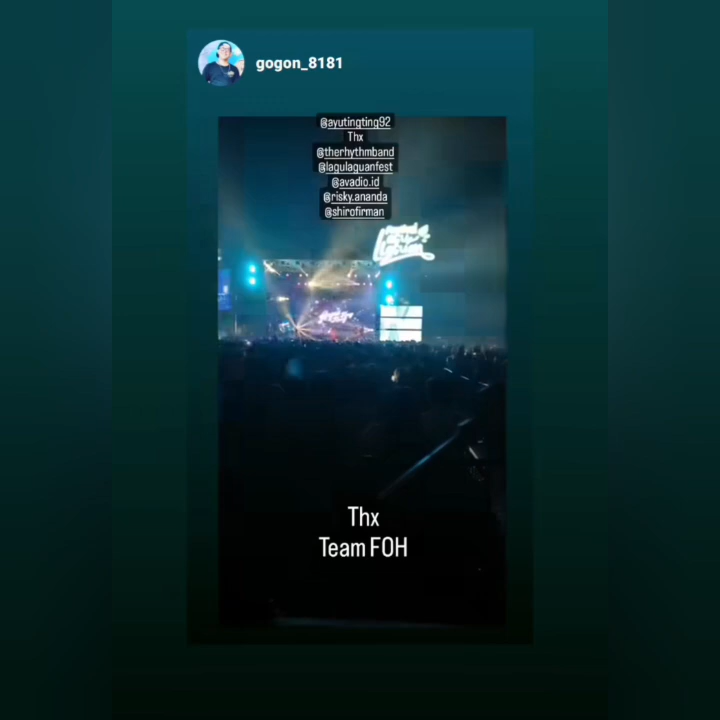 gogon_8181
@ayutingting92
Thx
@therhythmband
@lagulaguanfest
@avadio.id
@risky.ananda
@shirofirman
Thx
Team FOH